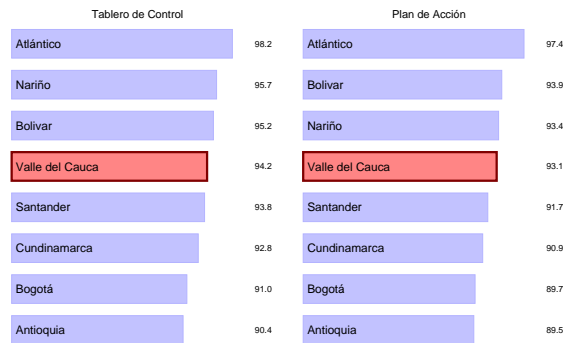 Tablero de Control
Atlántico 98.2
Nariño 95.7
Bolivar 95.2
Valle del Cauca 94.2
Santander 93.8
Cundinamarca 92.8
Bogotá 91.0
Antioquia 90.4
Plan de Acción
Atlántico 97.4
Bolivar 93.9
Nariño 93.4
Valle del Cauca 93.1
Santander 91.7
Cundinamarca 90.9
Bogotá 89.7
Antioquia 89.5